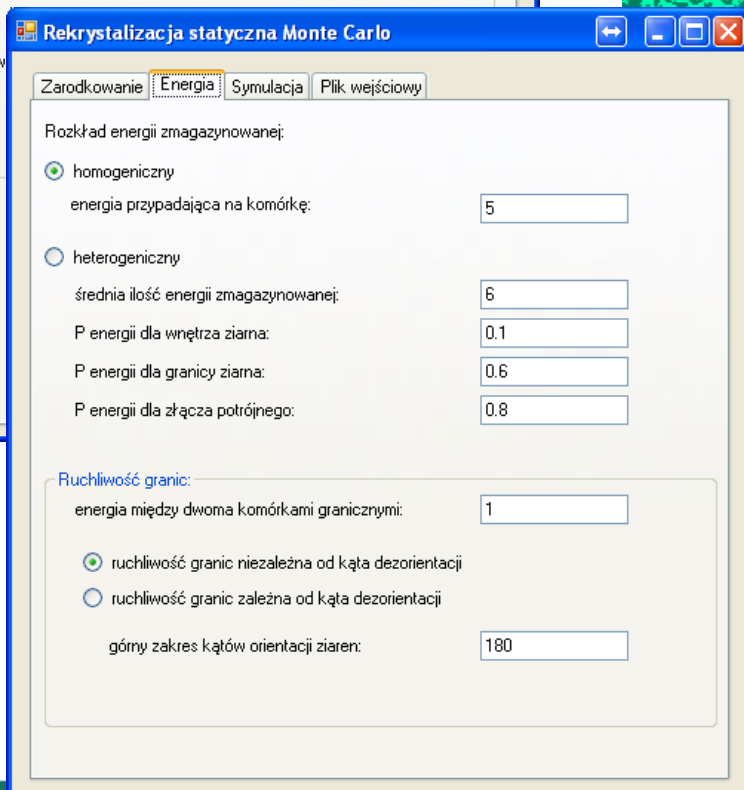 Rekrystalizacja statyczna Monte Carlo
Zarodkowanie Energia Symulacja Plik wejściowy
Rozkład energii zmagazynowanej:
homogeniczny
energia przypadająca na komórkę: 5
heterogeniczny
średnia ilość energii zmagazynowanej: 6
P energii dla wnętrza ziarna: 0.1
P energii dla granicy ziarna: 0.6
P energii dla złącza potrójnego: 0.8
Ruchliwość granic:
energia między dwoma komórkami granicznymi: 1
ruchliwość granic niezależna od kąta dezorientacji
ruchliwość granic zależna od kąta dezorientacji
górny zakres kątów orientacji ziaren: 180